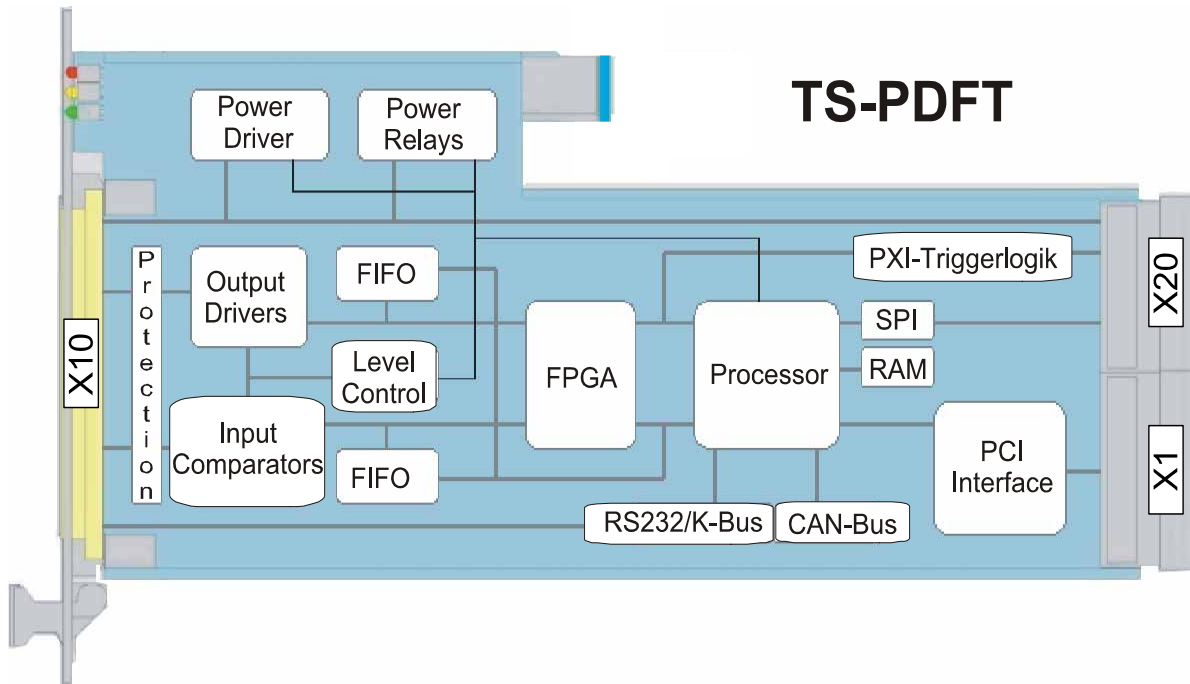 TS-PDFT
Power
Driver
Power
Relays
Protection
Output
Drivers
FIFO
PXI-Triggerlogik
X20
X10
Level
Control
FPGA
Processor
SPI
RAM
Input
Comparators
FIFO
PCI
Interface
X1
RS232/K-Bus
CAN-Bus